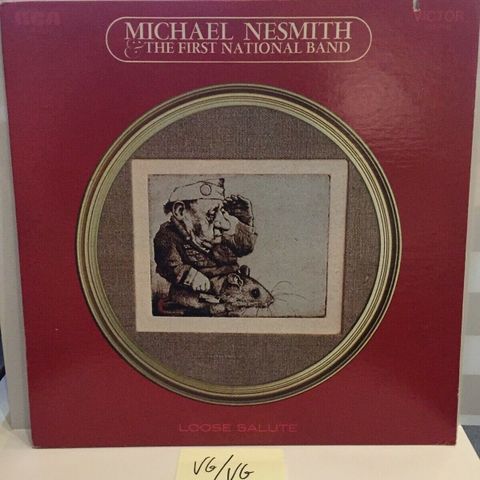 RCA VICTOR
MICHAEL NESMITH
& THE FIRST NATIONAL BAND
LOOSE SALUTE
VG/VG